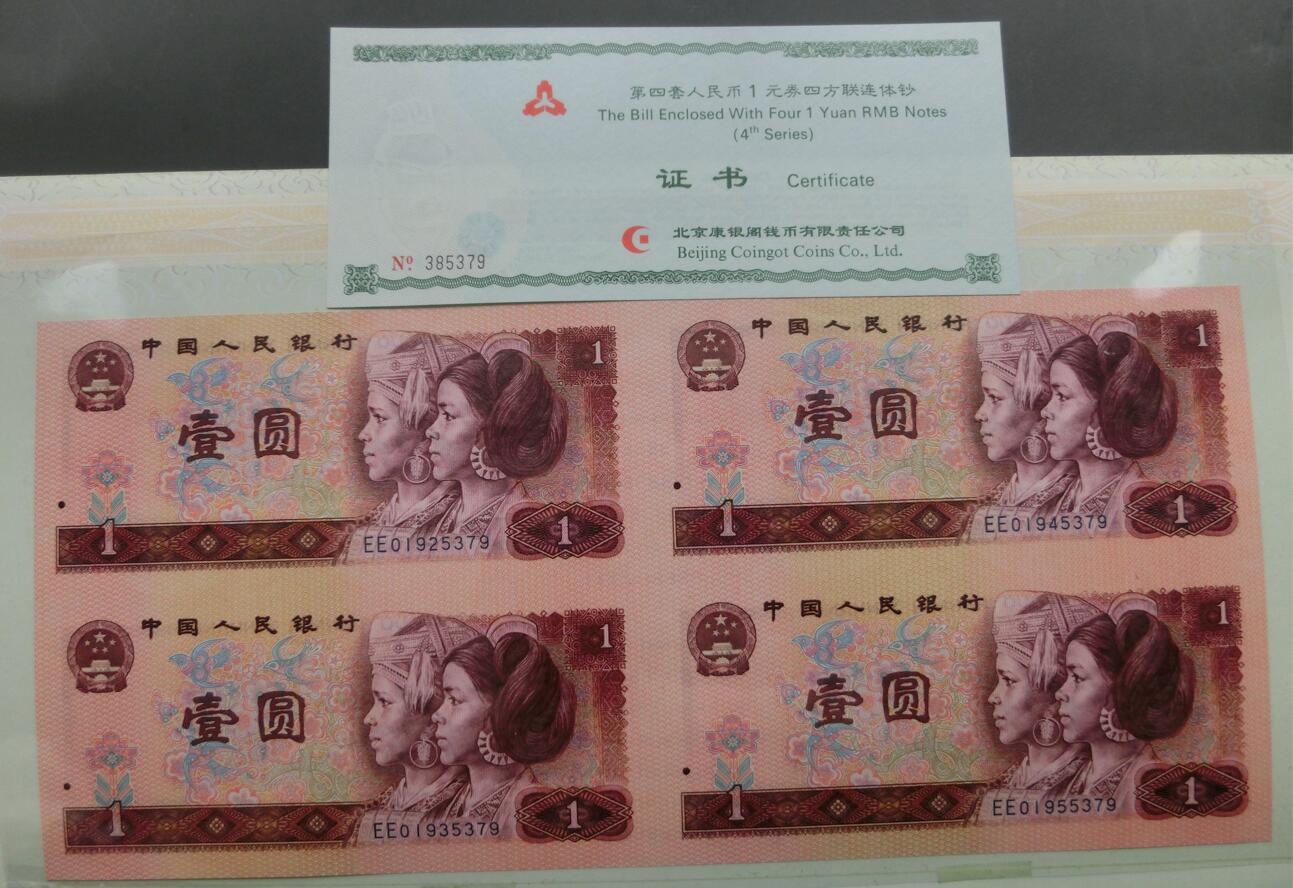 第四套人民币1元券四方联连体钞
The Bill Enclosed With Four 1 Yuan RMB Notes
(4th Series)
证书 Certificate
北京康银阁钱币有限责任公司
Beijing Coingot Coins Co., Ltd.
Nº 385379
中国人民银行
1
壹圆
1
EE01925379
1
中国人民银行
1
壹圆
1
EE01945379
1
中国人民银行
1
壹圆
1
EE01935379
1
中国人民银行
1
壹圆
1
EE01955379
1